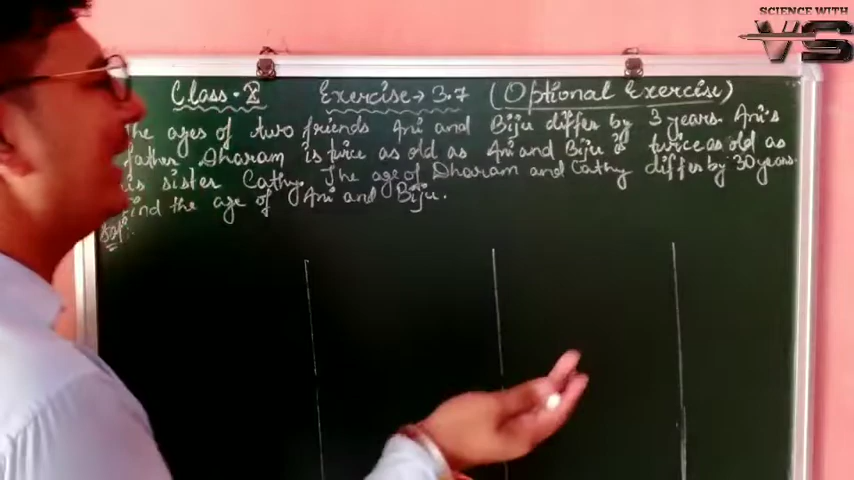 SCIENCE WITH
VS
Class - X Exercise → 3.7 (Optional Exercise)
The ages of two friends Ani and Biju differ by 3 years. Ani's
father Dharam is twice as old as Ani and Biju is twice as old as
his sister Cathy. The age of Dharam and Cathy differ by 30 years.
Find the age of Ani and Biju.
Solⁿ: